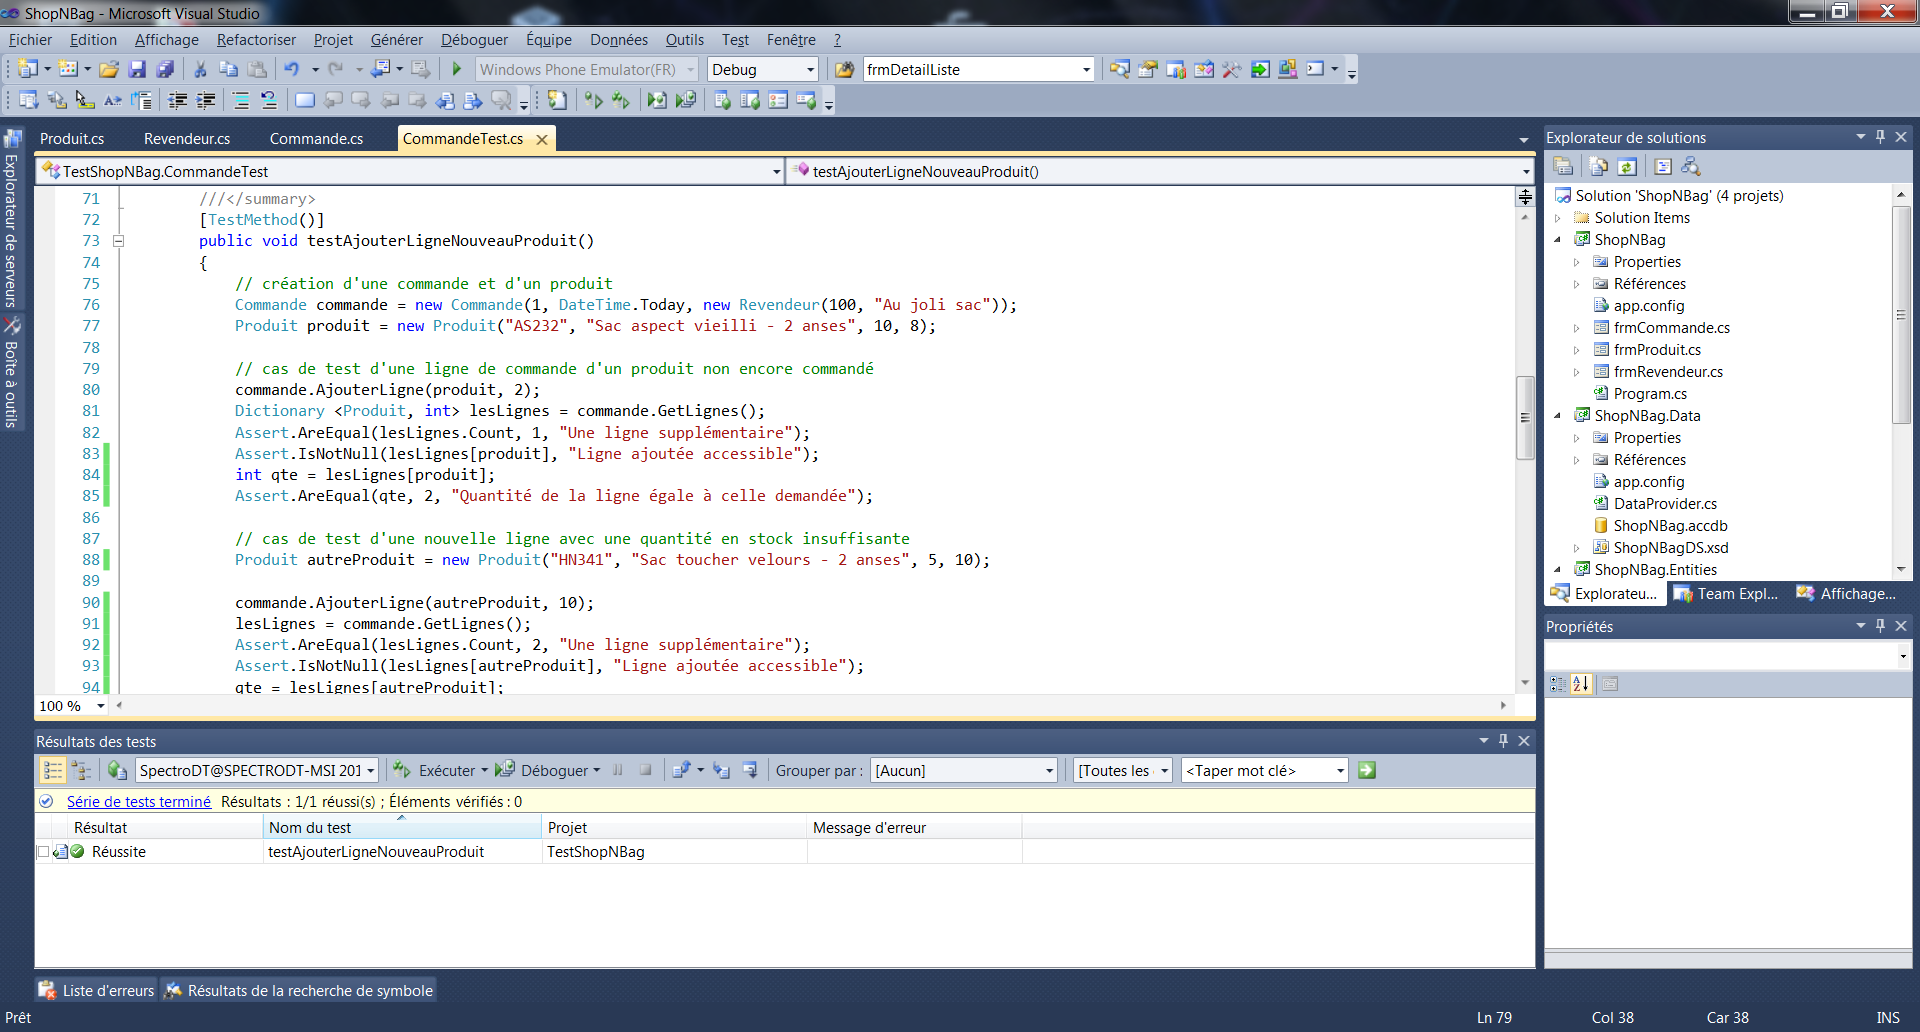 ShopNBag - Microsoft Visual Studio
Fichier Edition Affichage Refactoriser Projet Générer Déboguer Équipe Données Outils Test Fenêtre ?
Windows Phone Emulator(FR) Debug frmDetailListe
Produit.cs Revendeur.cs Commande.cs CommandeTest.cs
TestShopNBag.CommandeTest testAjouterLigneNouveauProduit()
71 ///</summary>
72 [TestMethod()]
73 public void testAjouterLigneNouveauProduit()
74 {
75 // création d'une commande et d'un produit
76 Commande commande = new Commande(1, DateTime.Today, new Revendeur(100, "Au joli sac"));
77 Produit produit = new Produit("AS232", "Sac aspect vieilli - 2 anses", 10, 8);
78
79 // cas de test d'une ligne de commande d'un produit non encore commandé
80 commande.AjouterLigne(produit, 2);
81 Dictionary <Produit, int> lesLignes = commande.GetLignes();
82 Assert.AreEqual(lesLignes.Count, 1, "Une ligne supplémentaire");
83 Assert.IsNotNull(lesLignes[produit], "Ligne ajoutée accessible");
84 int qte = lesLignes[produit];
85 Assert.AreEqual(qte, 2, "Quantité de la ligne égale à celle demandée");
86
87 // cas de test d'une nouvelle ligne avec une quantité en stock insuffisante
88 Produit autreProduit = new Produit("HN341", "Sac toucher velours - 2 anses", 5, 10);
89
90 commande.AjouterLigne(autreProduit, 10);
91 lesLignes = commande.GetLignes();
92 Assert.AreEqual(lesLignes.Count, 2, "Une ligne supplémentaire");
93 Assert.IsNotNull(lesLignes[autreProduit], "Ligne ajoutée accessible");
94 qte = lesLignes[autreProduit];
100 %
Explorateur de serveurs
Boîte à outils
Explorateur de solutions
Solution 'ShopNBag' (4 projets)
Solution Items
ShopNBag
Properties
Références
app.config
frmCommande.cs
frmProduit.cs
frmRevendeur.cs
Program.cs
ShopNBag.Data
Properties
Références
app.config
DataProvider.cs
ShopNBag.accdb
ShopNBagDS.xsd
ShopNBag.Entities
Explorateu... Team Expl... Affichage...
Propriétés
Résultats des tests
SpectroDT@SPECTRODT-MSI 201 Exécuter Déboguer Grouper par : [Aucun] [Toutes les <Taper mot clé>
Série de tests terminé Résultats : 1/1 réussi(s) ; Éléments vérifiés : 0
Résultat Nom du test Projet Message d'erreur
Réussite testAjouterLigneNouveauProduit TestShopNBag
Liste d'erreurs Résultats de la recherche de symbole
Prêt Ln 79 Col 38 Car 38 INS